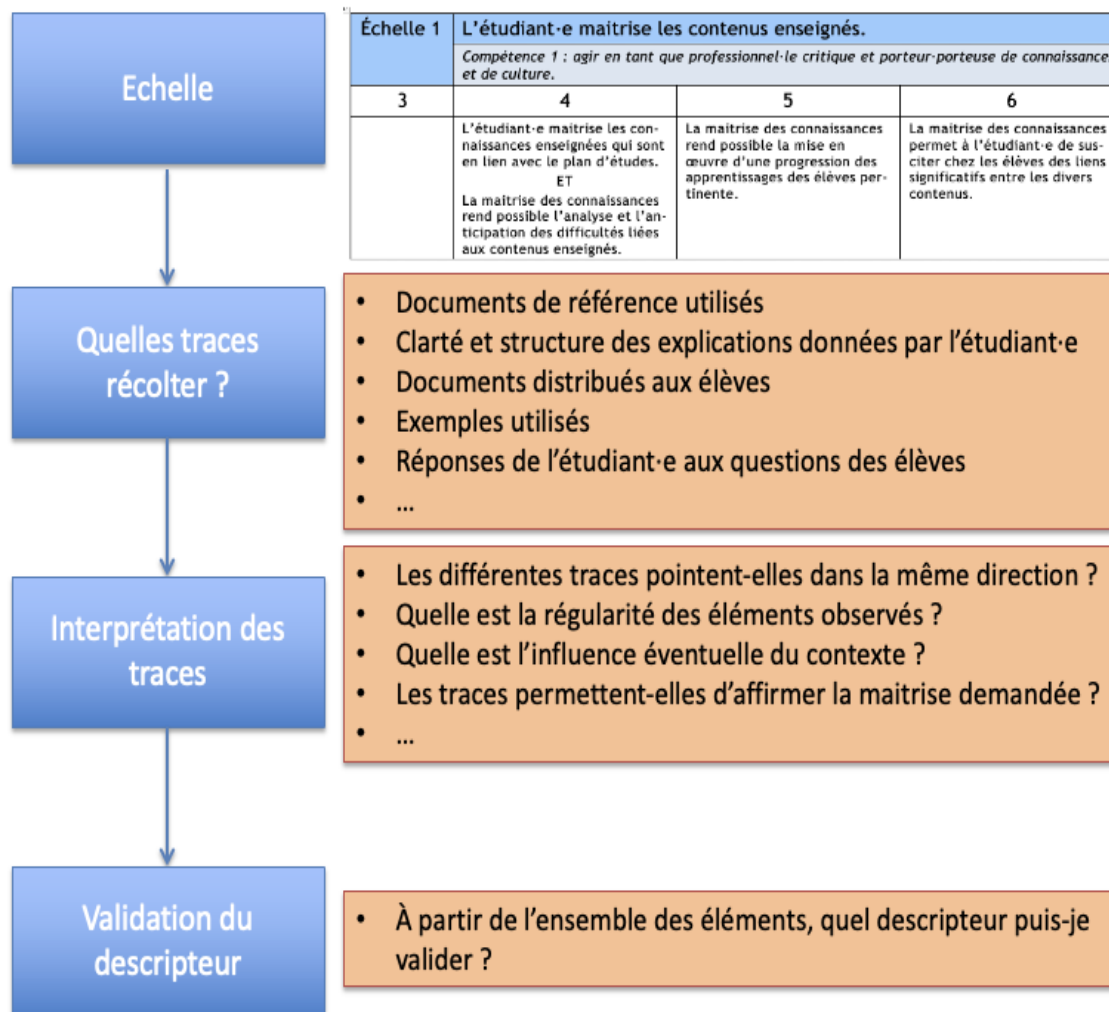 Echelle
Échelle 1
L'étudiant·e maitrise les contenus enseignés.
Compétence 1 : agir en tant que professionnel·le critique et porteur·porteuse de connaissances
et de culture.
3
4
5
6
L'étudiant·e maitrise les con-
naissances enseignées qui sont
en lien avec le plan d'études.
ET
La maitrise des connaissances
rend possible l'analyse et l'an-
ticipation des difficultés liées
aux contenus enseignés.
La maitrise des connaissances
rend possible la mise en
œuvre d'une progression des
apprentissages des élèves per-
tinente.
La maitrise des connaissances
permet à l'étudiant·e de sus-
citer chez les élèves des liens
significatifs entre les divers
contenus.
Quelles traces
récolter ?
• Documents de référence utilisés
• Clarté et structure des explications données par l'étudiant·e
• Documents distribués aux élèves
• Exemples utilisés
• Réponses de l'étudiant·e aux questions des élèves
• ...
Interprétation des
traces
• Les différentes traces pointent-elles dans la même direction ?
• Quelle est la régularité des éléments observés ?
• Quelle est l'influence éventuelle du contexte ?
• Les traces permettent-elles d'affirmer la maitrise demandée ?
• ...
Validation du
descripteur
• À partir de l'ensemble des éléments, quel descripteur puis-je
valider ?